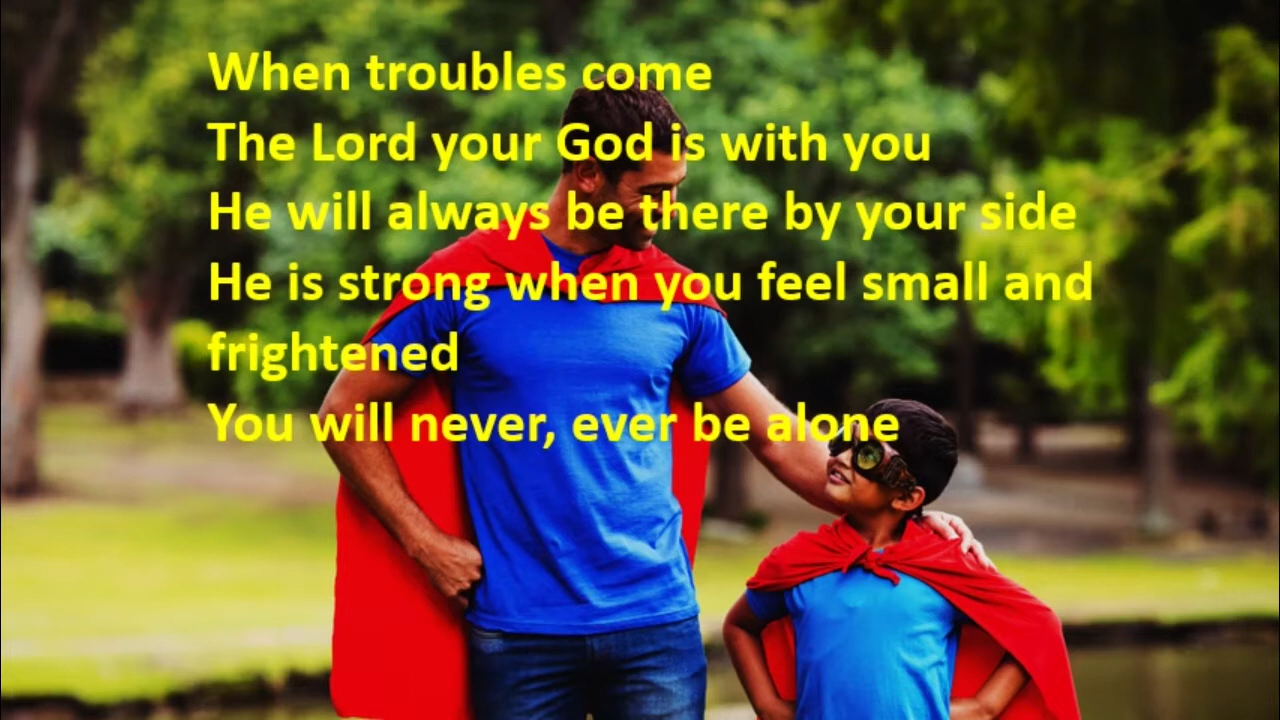 When troubles come
The Lord your God is with you
He will always be there by your side
He is strong when you feel small and
frightened
You will never, ever be alone